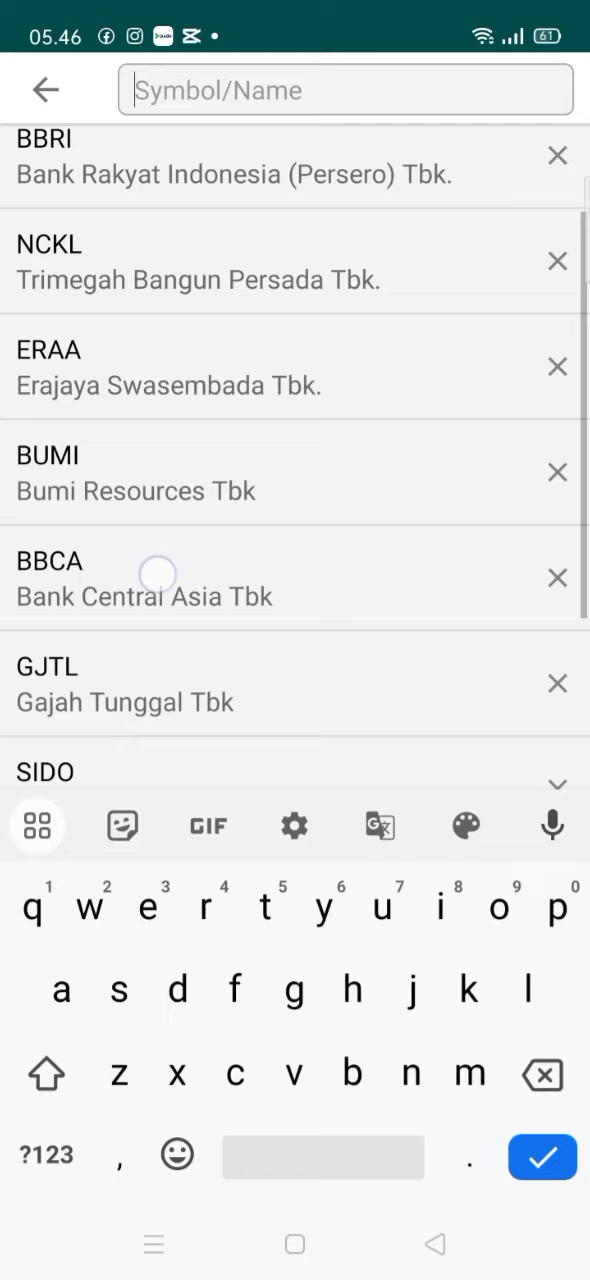 05.46
61
Symbol/Name
BBRI
Bank Rakyat Indonesia (Persero) Tbk.
NCKL
Trimegah Bangun Persada Tbk.
ERAA
Erajaya Swasembada Tbk.
BUMI
Bumi Resources Tbk
BBCA
Bank Central Asia Tbk
GJTL
Gajah Tunggal Tbk
SIDO
GIF
1 2 3 4 5 6 7 8 9 0
q w e r t y u i o p
a s d f g h j k l
z x c v b n m
?123 , .